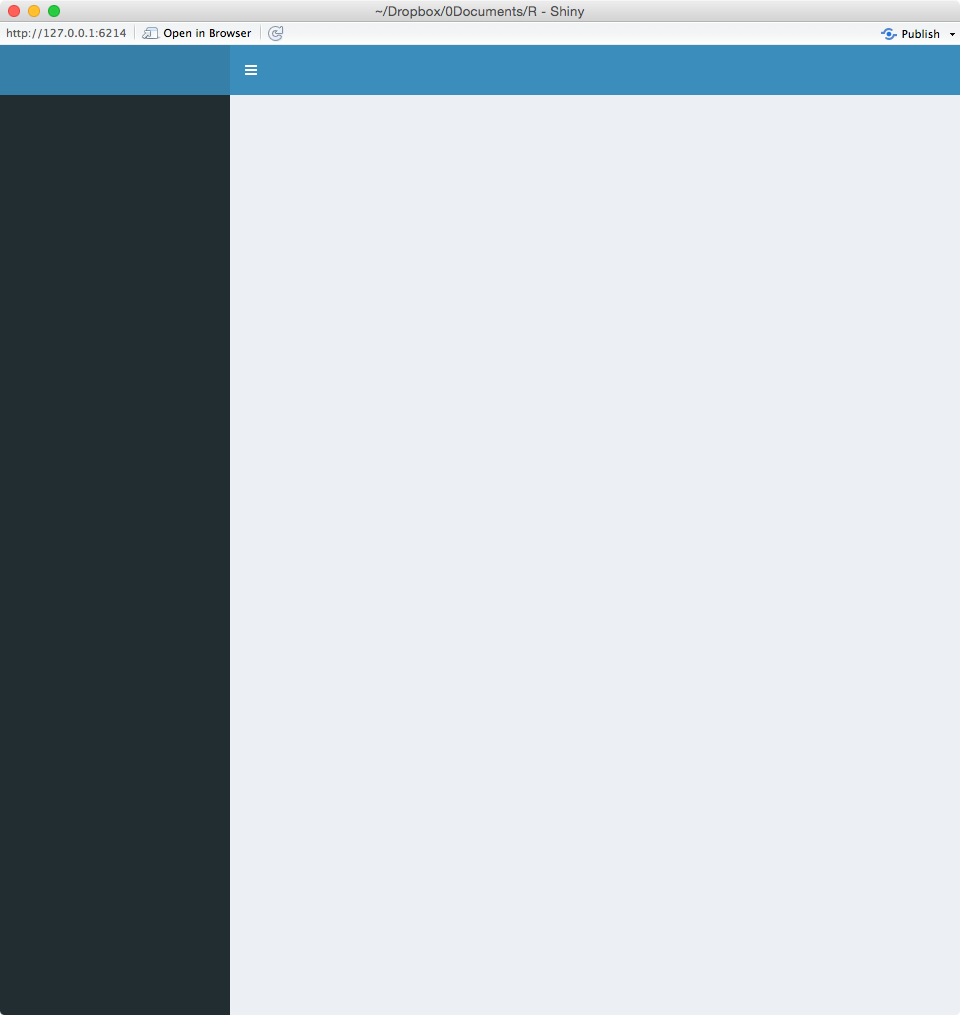 ~/Dropbox/0Documents/R - Shiny
http://127.0.0.1:6214 Open in Browser Publish